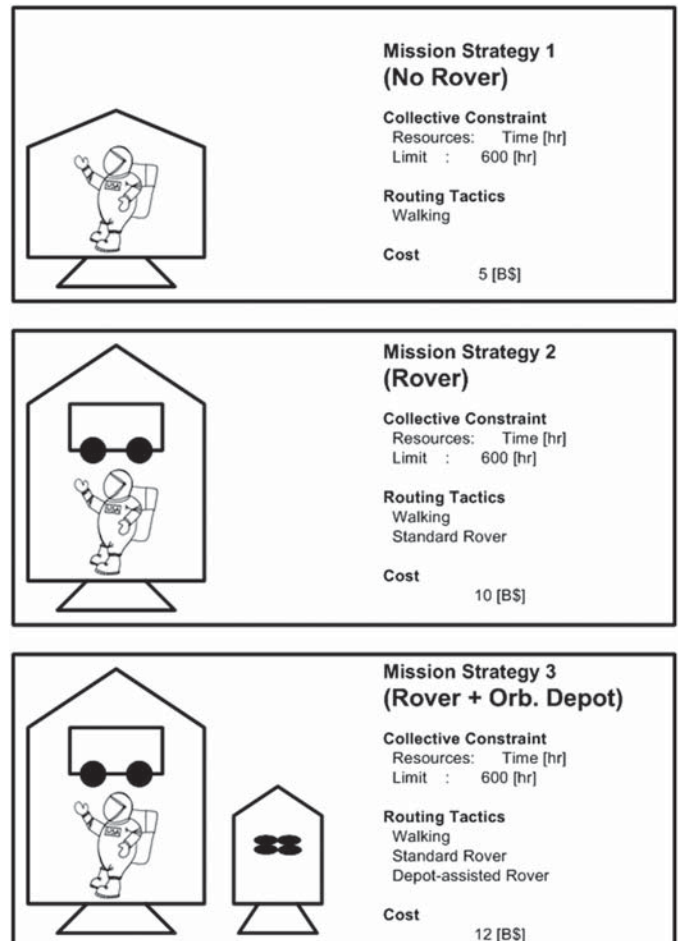 Mission Strategy 1
(No Rover)
Collective Constraint
Resources: Time [hr]
Limit : 600 [hr]
Routing Tactics
Walking
Cost
5 [B$]
USA
Mission Strategy 2
(Rover)
Collective Constraint
Resources: Time [hr]
Limit : 600 [hr]
Routing Tactics
Walking
Standard Rover
Cost
10 [B$]
USA
Mission Strategy 3
(Rover + Orb. Depot)
Collective Constraint
Resources: Time [hr]
Limit : 600 [hr]
Routing Tactics
Walking
Standard Rover
Depot-assisted Rover
Cost
12 [B$]
USA